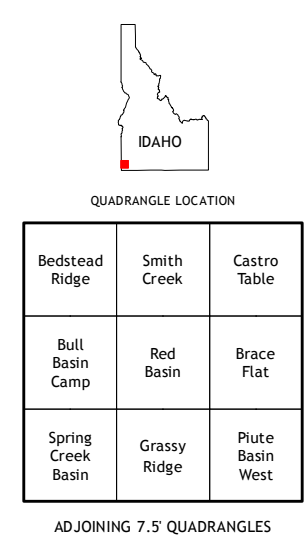 IDAHO
QUADRANGLE LOCATION
Bedstead
Ridge
Smith
Creek
Castro
Table
Bull
Basin
Camp
Red
Basin
Brace
Flat
Spring
Creek
Basin
Grassy
Ridge
Piute
Basin
West
ADJOINING 7.5' QUADRANGLES